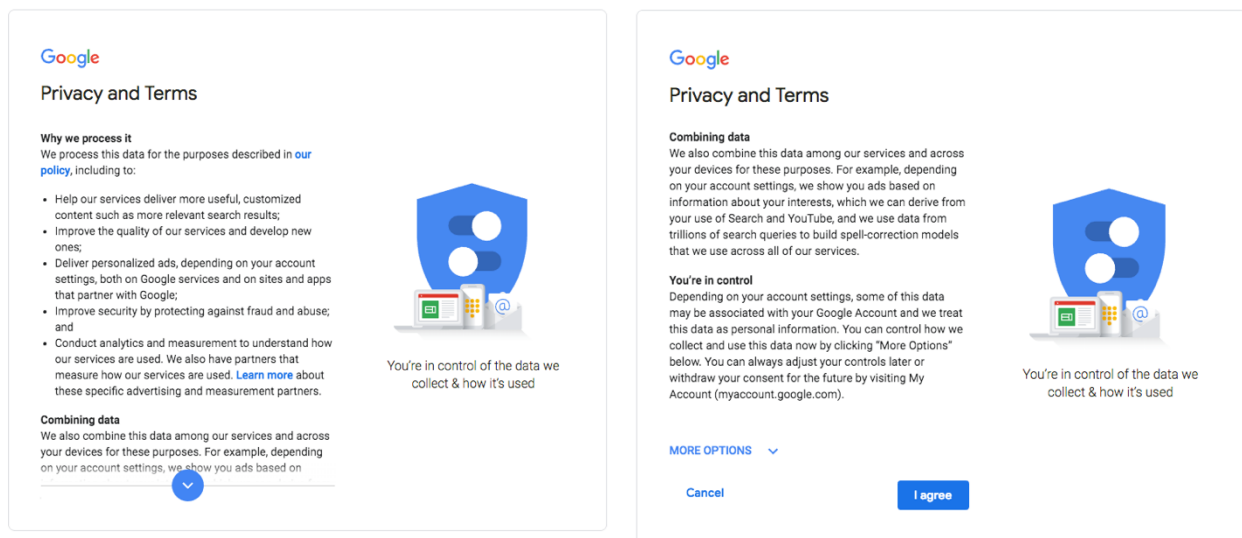 Google
Privacy and Terms
Why we process it
We process this data for the purposes described in our
policy, including to:
• Help our services deliver more useful, customized
content such as more relevant search results;
• Improve the quality of our services and develop new
ones;
• Deliver personalized ads, depending on your account
settings, both on Google services and on sites and apps
that partner with Google;
• Improve security by protecting against fraud and abuse;
and
• Conduct analytics and measurement to understand how
our services are used. We also have partners that
measure how our services are used. Learn more about
these specific advertising and measurement partners.
Combining data
We also combine this data among our services and across
your devices for these purposes. For example, depending
on your account settings, we show you ads based on
@
You're in control of the data we
collect & how it's used
Google
Privacy and Terms
Combining data
We also combine this data among our services and across
your devices for these purposes. For example, depending
on your account settings, we show you ads based on
information about your interests, which we can derive from
your use of Search and YouTube, and we use data from
trillions of search queries to build spell-correction models
that we use across all of our services.
You're in control
Depending on your account settings, some of this data
may be associated with your Google Account and we treat
this data as personal information. You can control how we
collect and use this data now by clicking "More Options"
below. You can always adjust your controls later or
withdraw your consent for the future by visiting My
Account (myaccount.google.com).
MORE OPTIONS
Cancel
I agree
@
You're in control of the data we
collect & how it's used